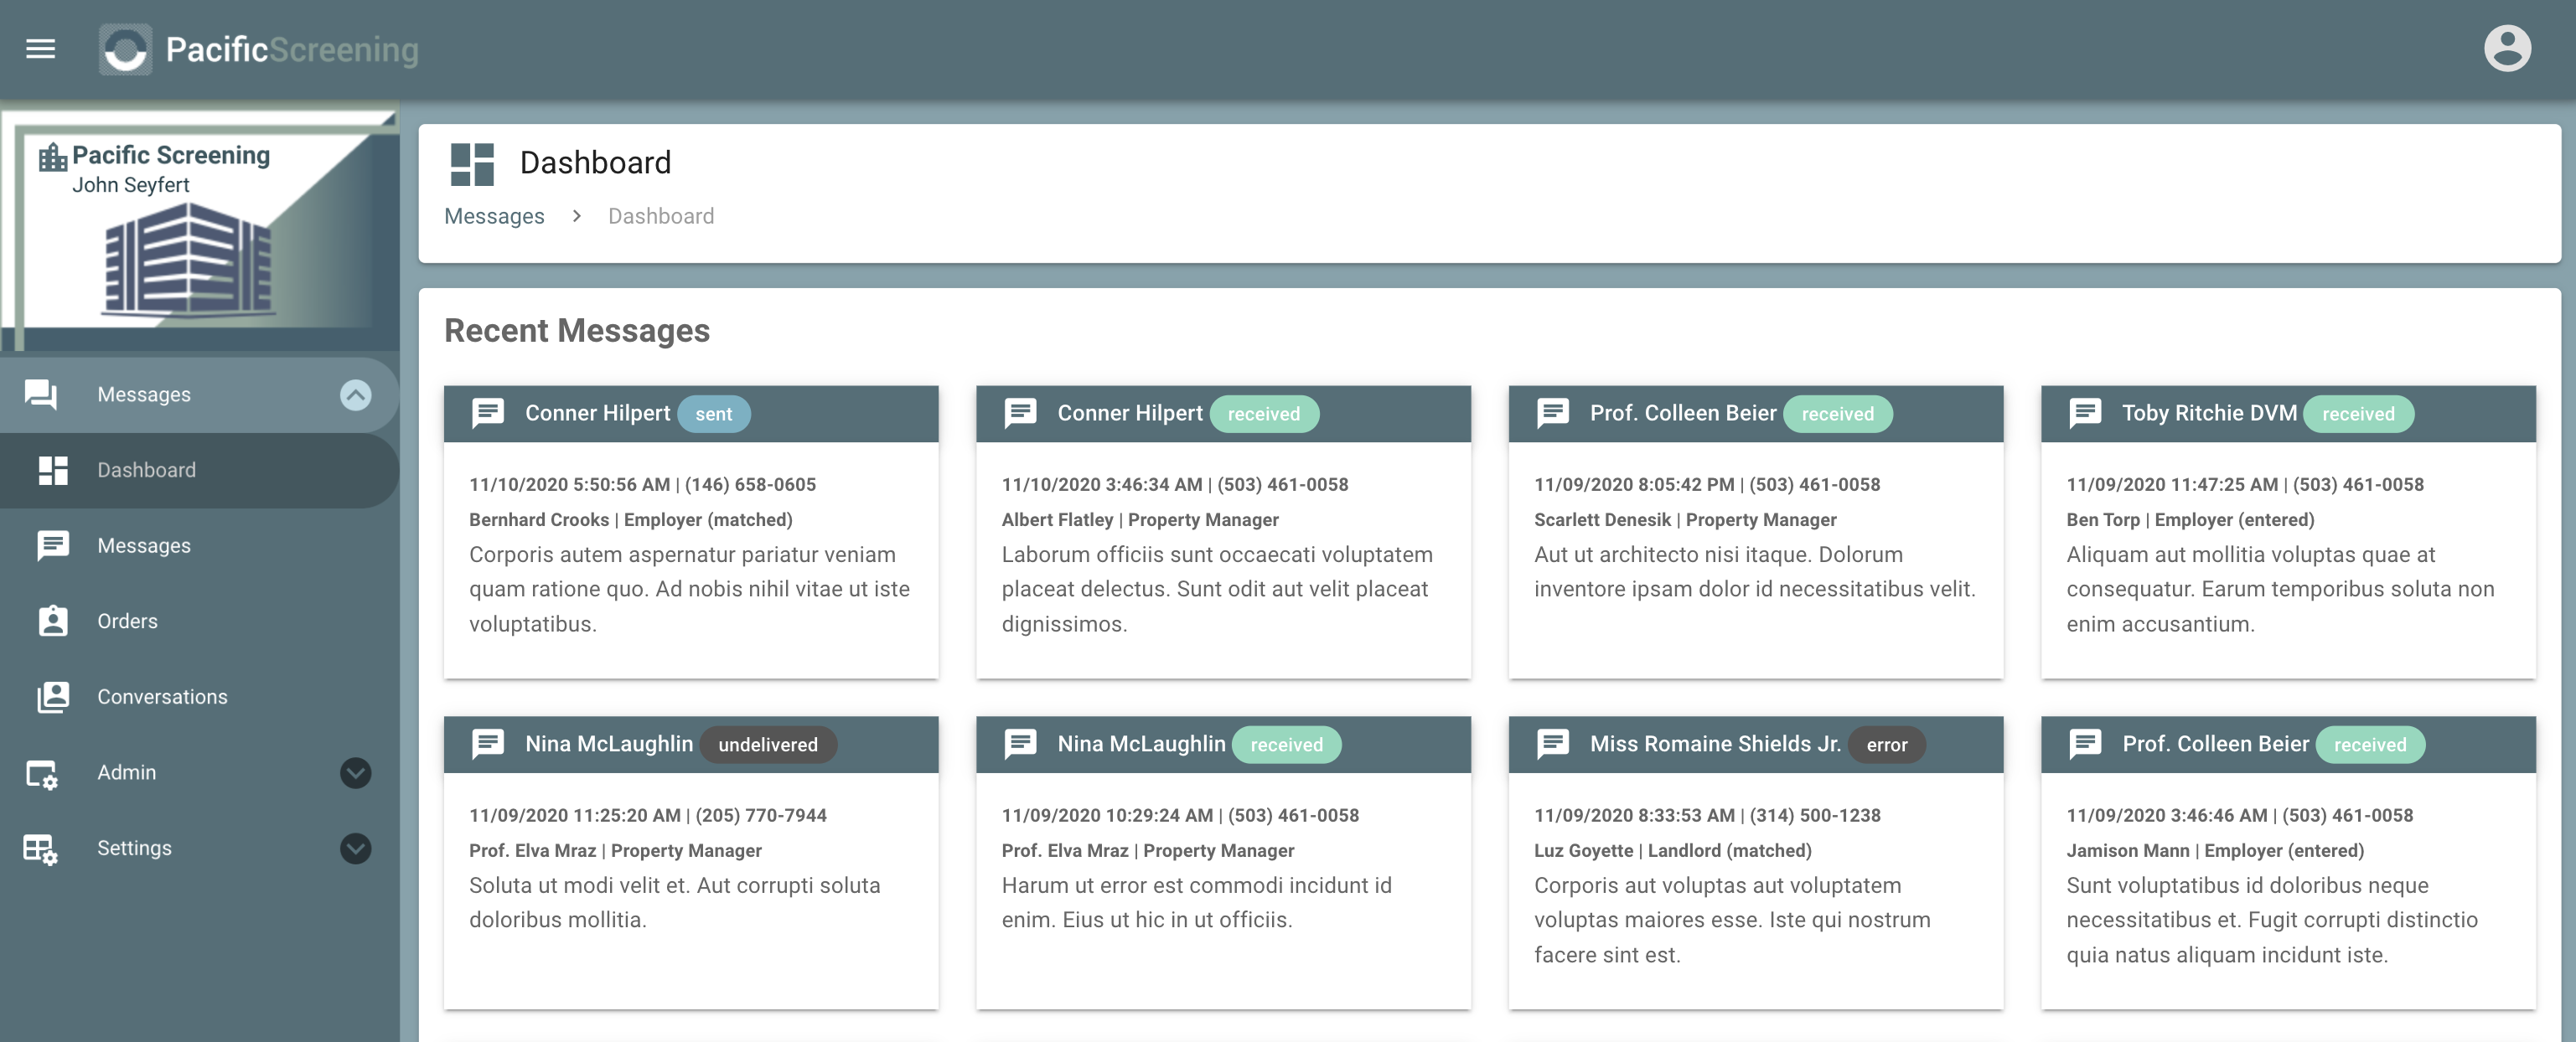 PacificScreening
Pacific Screening
John Seyfert
Messages
Dashboard
Messages
Orders
Conversations
Admin
Settings
Dashboard
Messages > Dashboard
Recent Messages
Conner Hilpert sent
11/10/2020 5:50:56 AM | (146) 658-0605
Bernhard Crooks | Employer (matched)
Corporis autem aspernatur pariatur veniam
quam ratione quo. Ad nobis nihil vitae ut iste
voluptatibus.
Conner Hilpert received
11/10/2020 3:46:34 AM | (503) 461-0058
Albert Flatley | Property Manager
Laborum officiis sunt occaecati voluptatem
placeat delectus. Sunt odit aut velit placeat
dignissimos.
Prof. Colleen Beier received
11/09/2020 8:05:42 PM | (503) 461-0058
Scarlett Denesik | Property Manager
Aut ut architecto nisi itaque. Dolorum
inventore ipsam dolor id necessitatibus velit.
Toby Ritchie DVM received
11/09/2020 11:47:25 AM | (503) 461-0058
Ben Torp | Employer (entered)
Aliquam aut mollitia voluptas quae at
consequatur. Earum temporibus soluta non
enim accusantium.
Nina McLaughlin undelivered
11/09/2020 11:25:20 AM | (205) 770-7944
Prof. Elva Mraz | Property Manager
Soluta ut modi velit et. Aut corrupti soluta
doloribus mollitia.
Nina McLaughlin received
11/09/2020 10:29:24 AM | (503) 461-0058
Prof. Elva Mraz | Property Manager
Harum ut error est commodi incidunt id
enim. Eius ut hic in ut officiis.
Miss Romaine Shields Jr. error
11/09/2020 8:33:53 AM | (314) 500-1238
Luz Goyette | Landlord (matched)
Corporis aut voluptas aut voluptatem
voluptas maiores esse. Iste qui nostrum
facere sint est.
Prof. Colleen Beier received
11/09/2020 3:46:46 AM | (503) 461-0058
Jamison Mann | Employer (entered)
Sunt voluptatibus id doloribus neque
necessitatibus et. Fugit corrupti distinctio
quia natus aliquam incidunt iste.